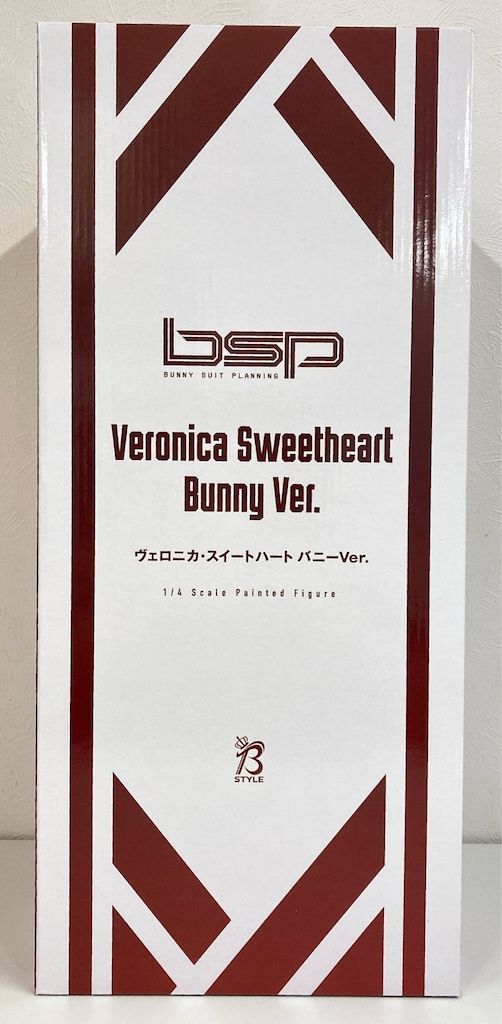 bsp
BUNNY SUIT PLANNING
Veronica Sweetheart
Bunny Ver.
ヴェロニカ・スイートハート バニーVer.
1/4 Scale Painted Figure
B
STYLE